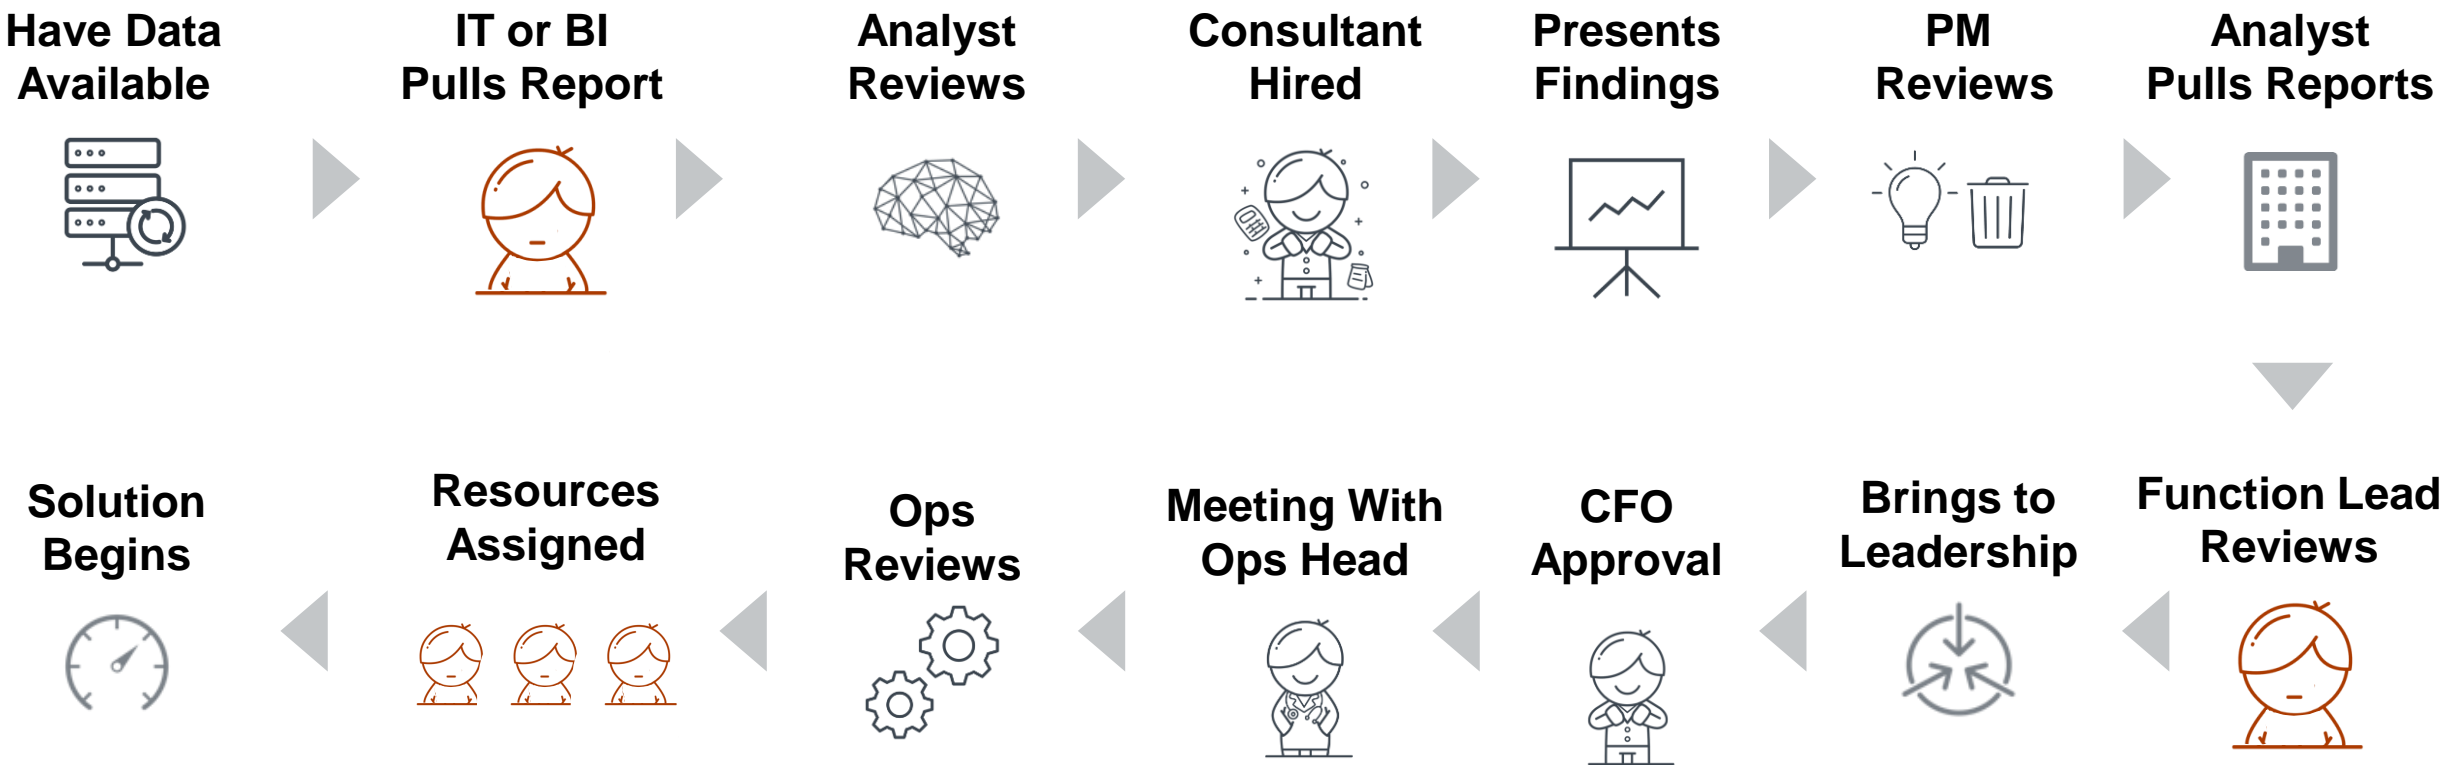 Have Data
Available
IT or BI
Pulls Report
Analyst
Reviews
Consultant
Hired
Presents
Findings
PM
Reviews
Analyst
Pulls Reports
Function Lead
Reviews
Brings to
Leadership
CFO
Approval
Meeting With
Ops Head
Ops
Reviews
Resources
Assigned
Solution
Begins